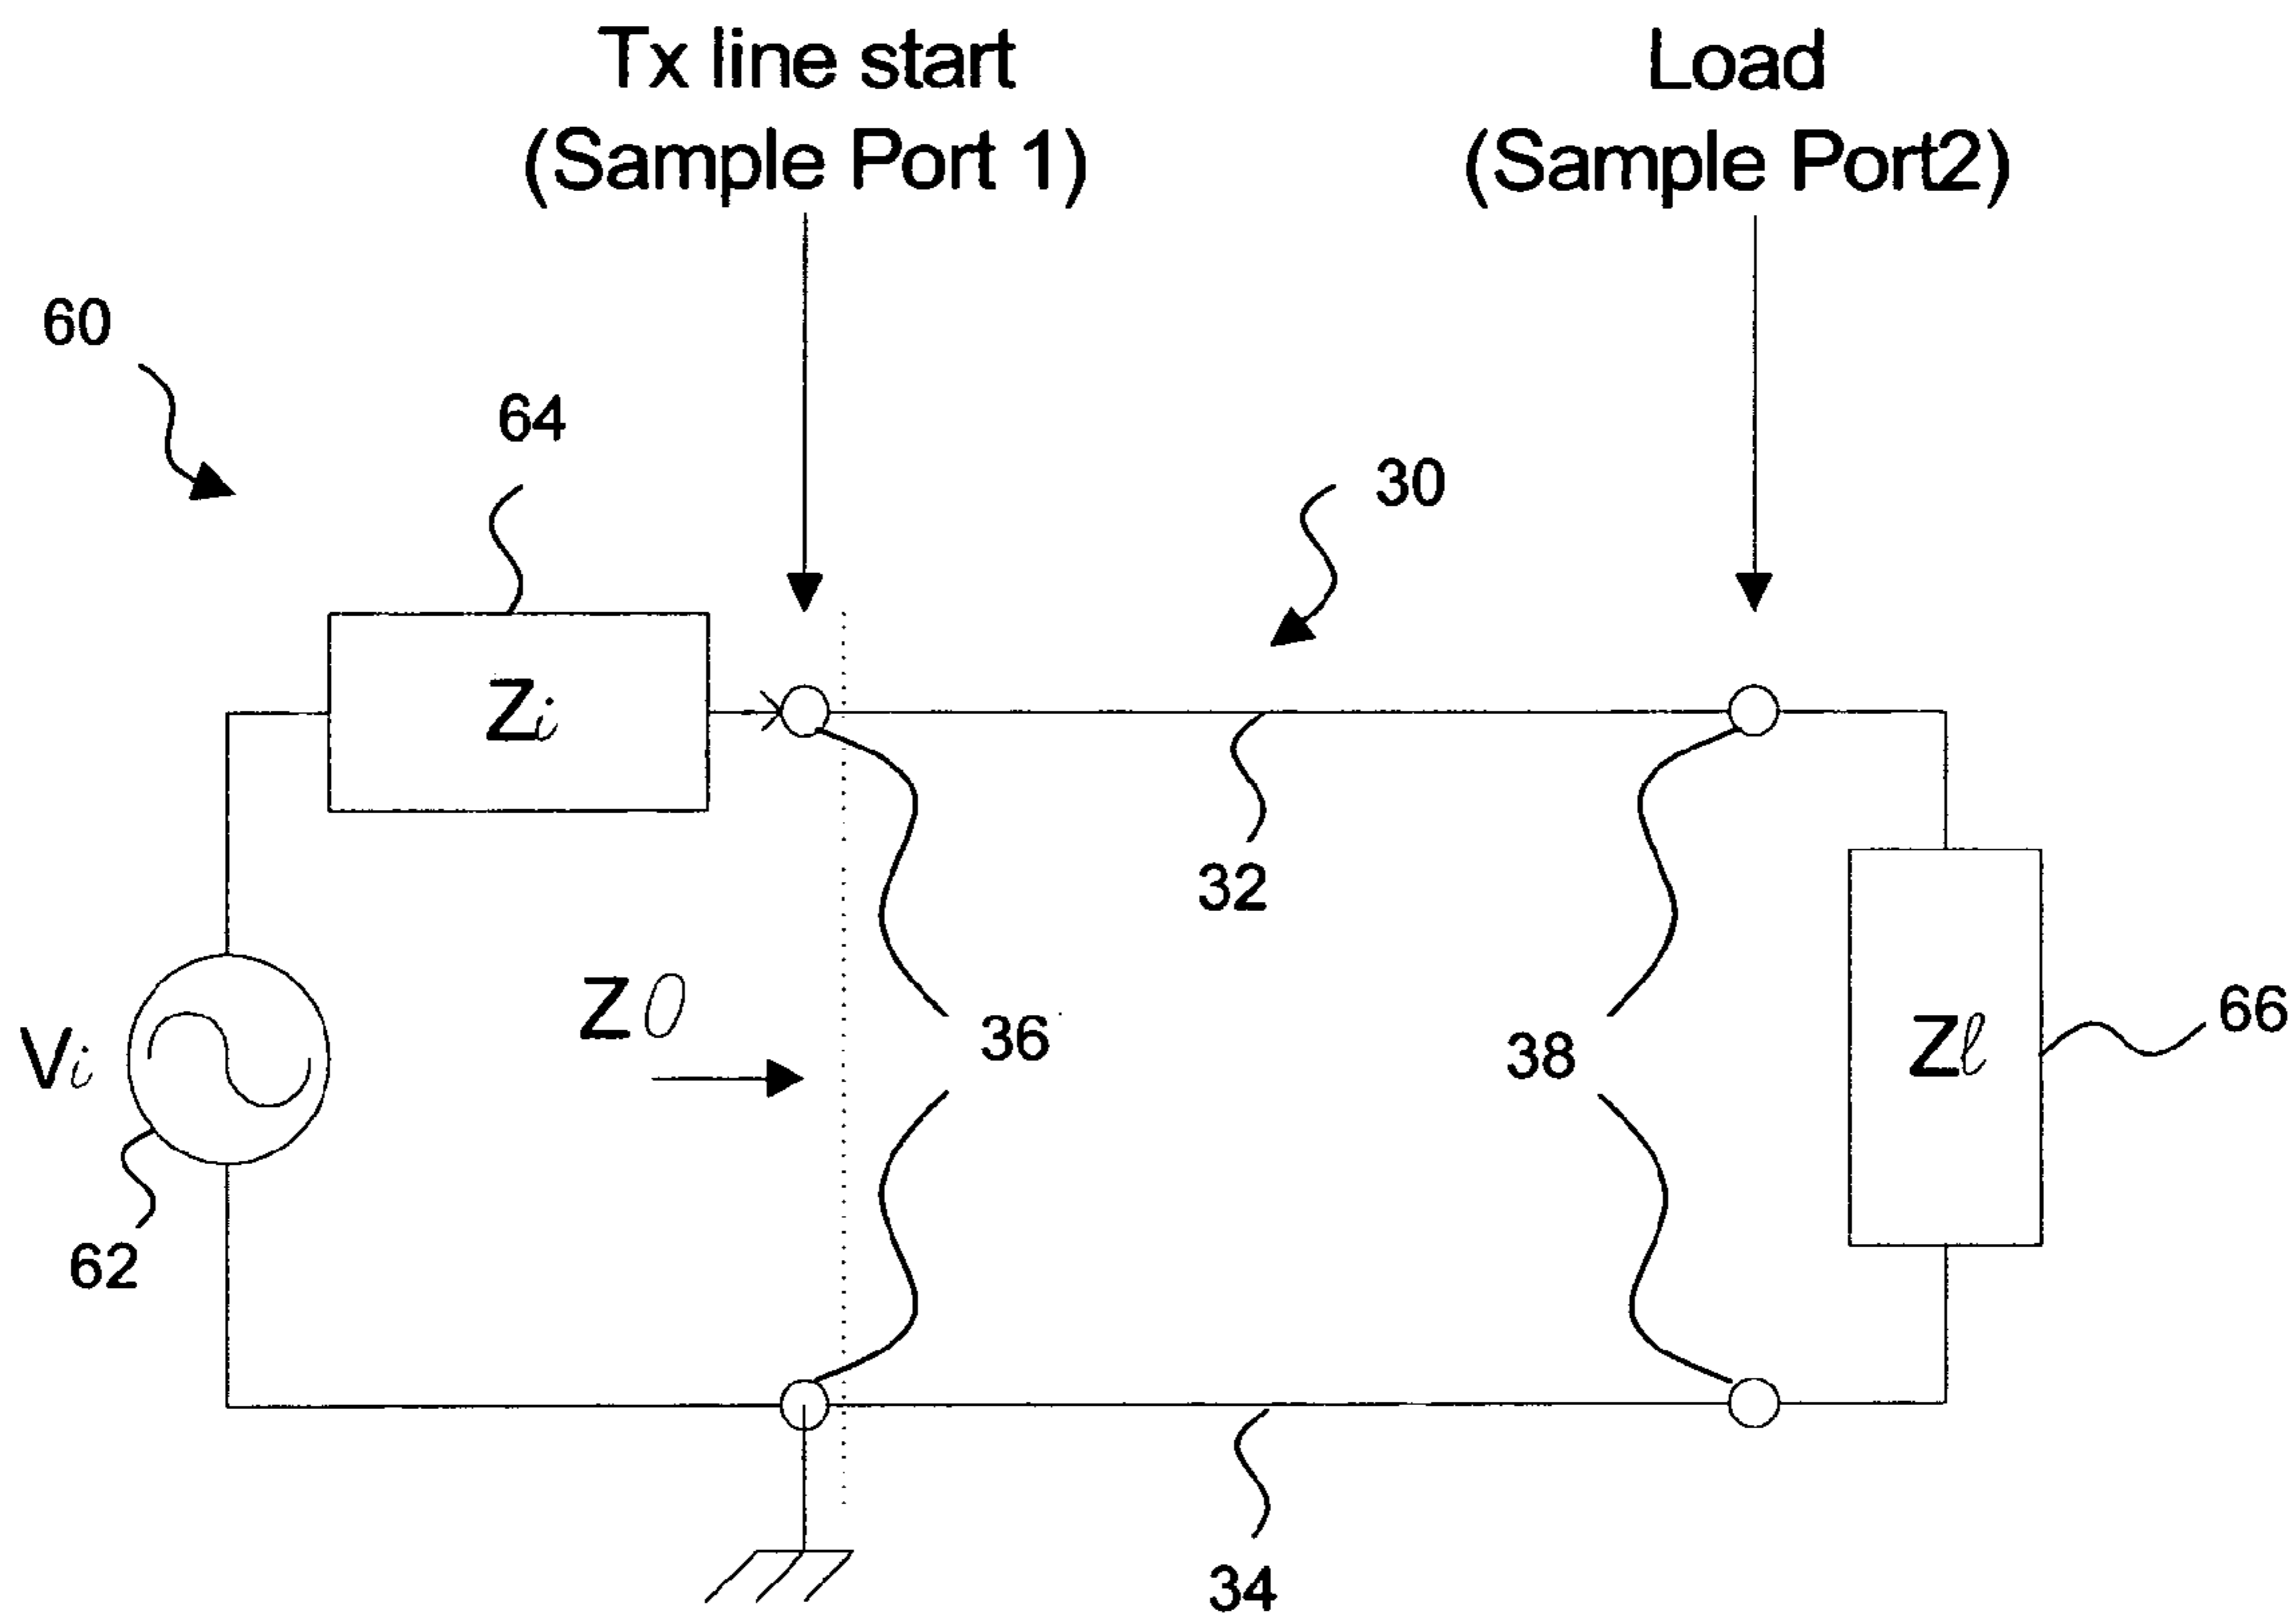 Tx line start
(Sample Port 1)
Load
(Sample Port2)
60
64
30
Zi
32
Z0
Vi
36
38
Zℓ
66
62
34